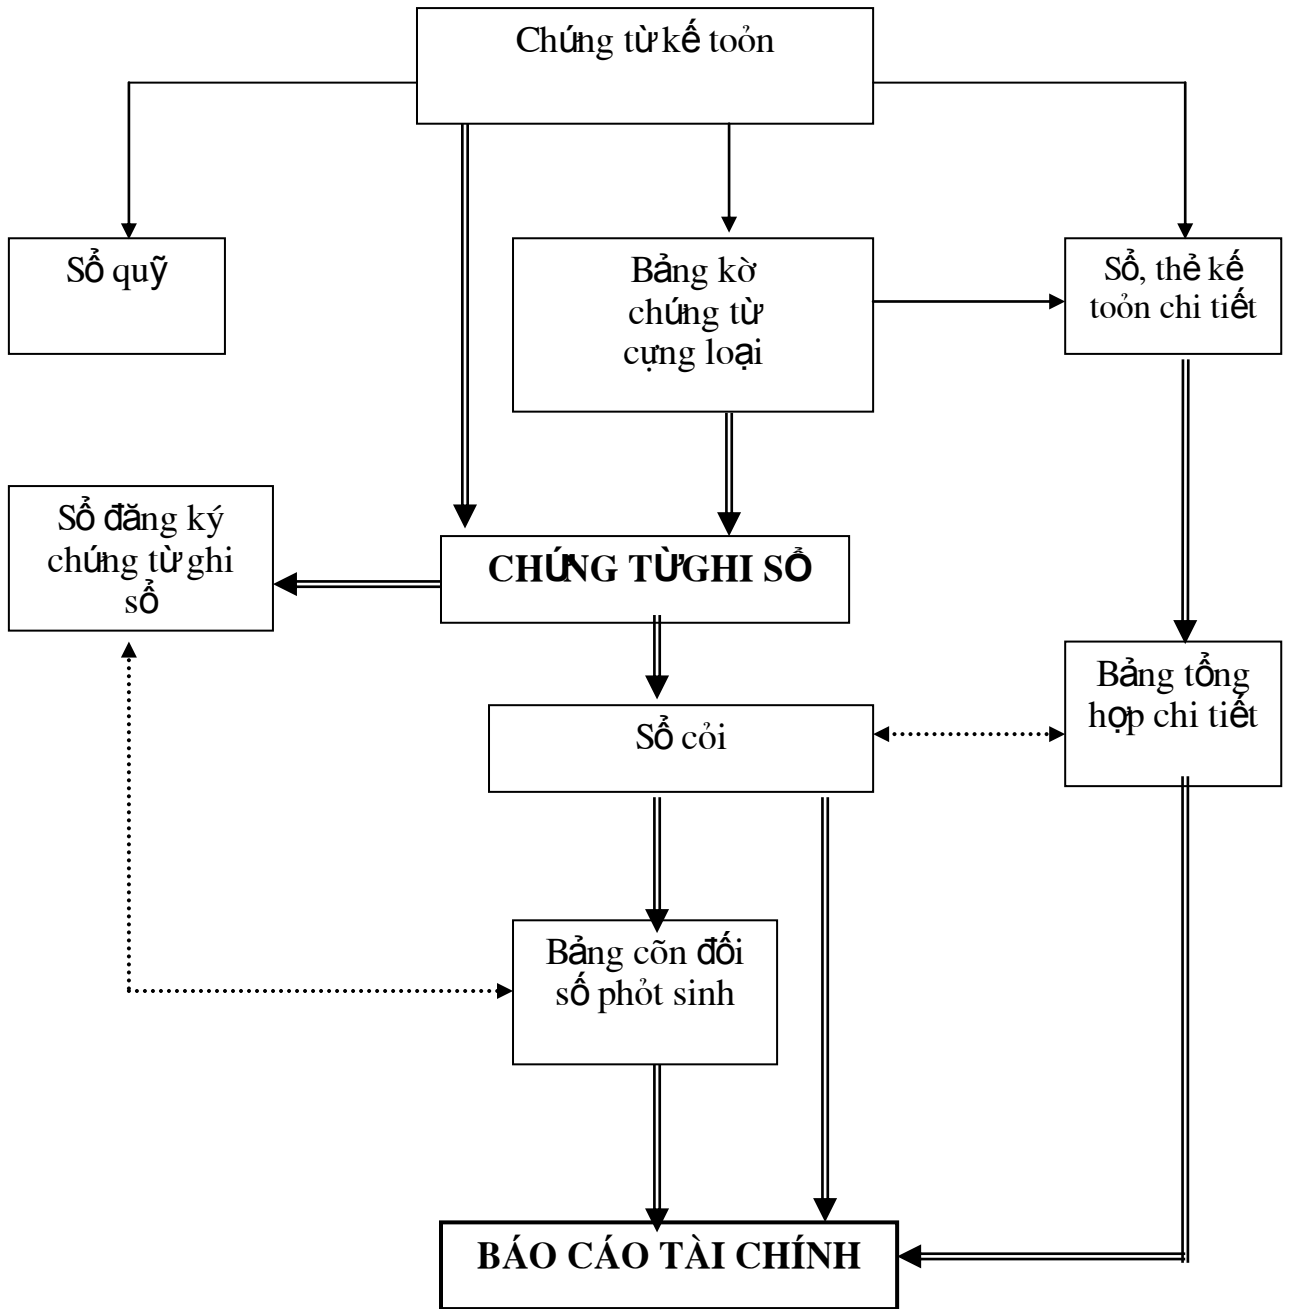 Chứng từ kế toỏn
Sổ quỹ
Bảng kờ
chứng từ
cựng loại
Sổ, thẻ kế
toỏn chi tiết
Sổ đăng ký
chứng từ ghi
sổ
CHỨNG TỪ GHI SỔ
Bảng tổng
hợp chi tiết
Sổ cỏi
Bảng cõn đối
số phỏt sinh
BÁO CÁO TÀI CHÍNH